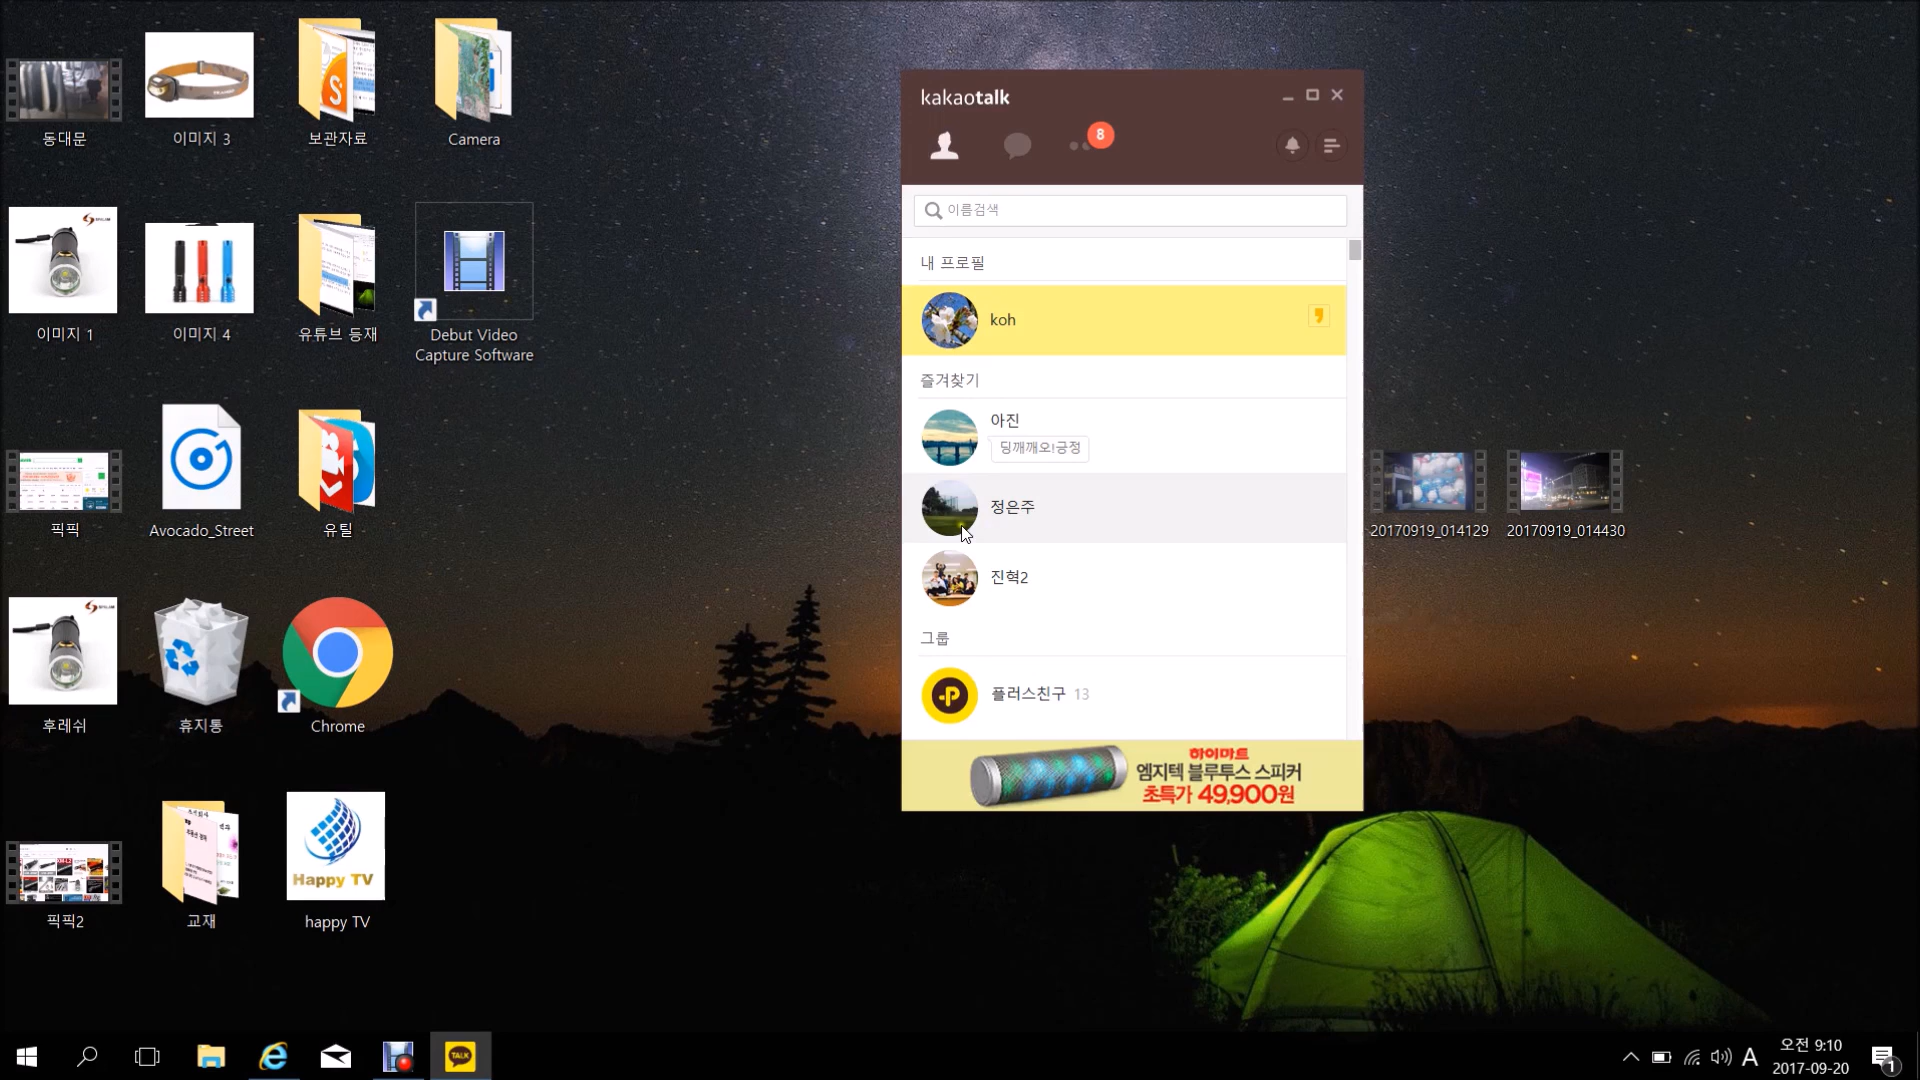 동대문
이미지 3
보관자료
Camera
이미지 1
이미지 4
유튜브 등재
Debut Video
Capture Software
픽픽
Avocado_Street
유틸
후레쉬
휴지통
Chrome
픽픽2
교재
Happy TV
happy TV
kakaotalk
8
이름검색
내 프로필
koh
즐겨찾기
아진
딩깨깨오!긍정
정은주
진혁2
그룹
플러스친구 13
하이마트
엠지텍 블루투스 스피커
초특가 49,900원
20170919_014129
20170919_014430
TALK
A
오전 9:10
2017-09-20
1